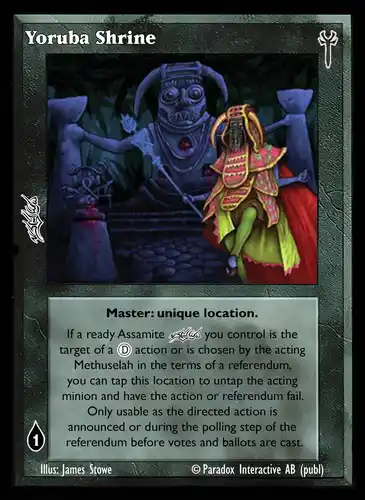 Yoruba Shrine
Master: unique location.
If a ready Assamite you control is the
target of a Ⓓ action or is chosen by the acting
Methuselah in the terms of a referendum,
you can tap this location to untap the acting
minion and have the action or referendum fail.
Only usable as the directed action is
announced or during the polling step of the
referendum before votes and ballots are cast.
1
Illus: James Stowe
© Paradox Interactive AB (publ)